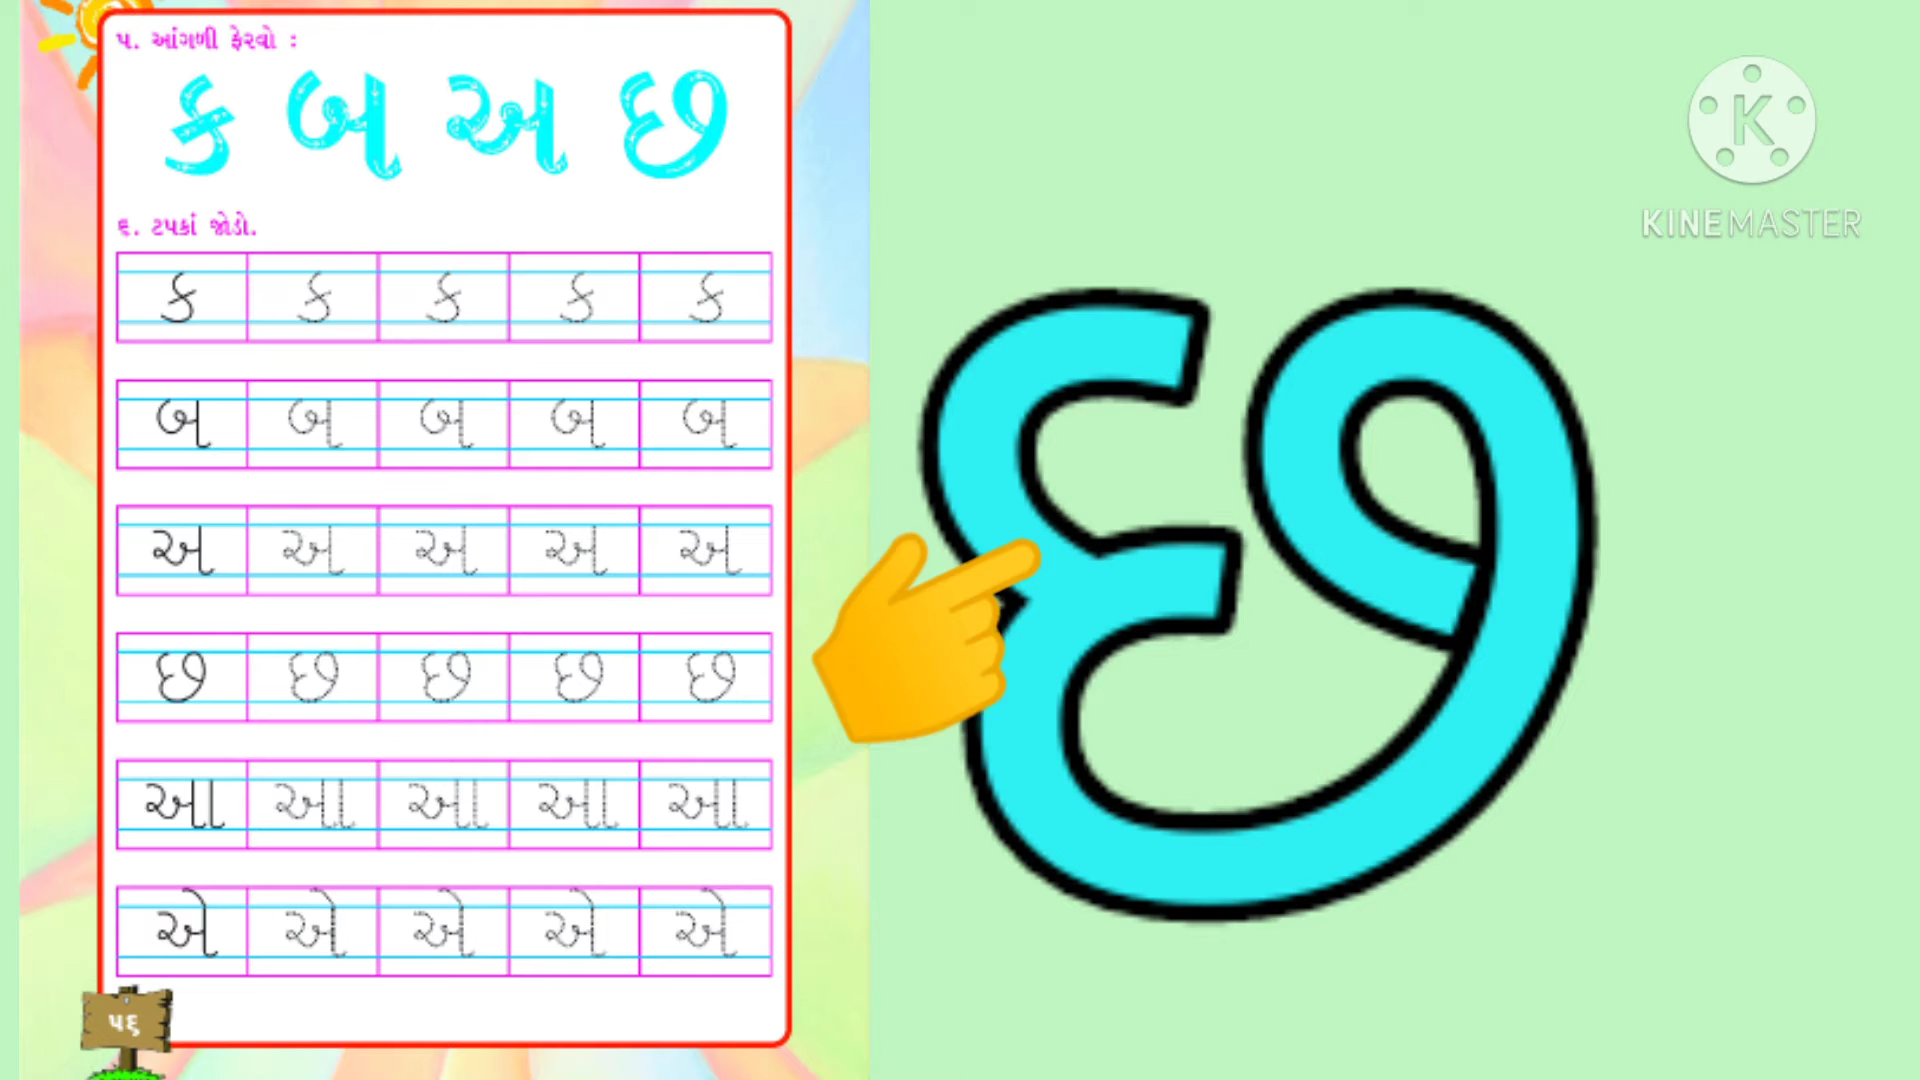 ૫. આંગળી ફેરવો :
ક બ અ છ
૬. ટપકાં જોડો.
ક ક ક ક ક
બ બ બ બ બ
અ અ અ અ અ
છ છ છ છ છ
આ આ આ આ આ
એ એ એ એ એ
૫૬
છ
K
KINEMASTER